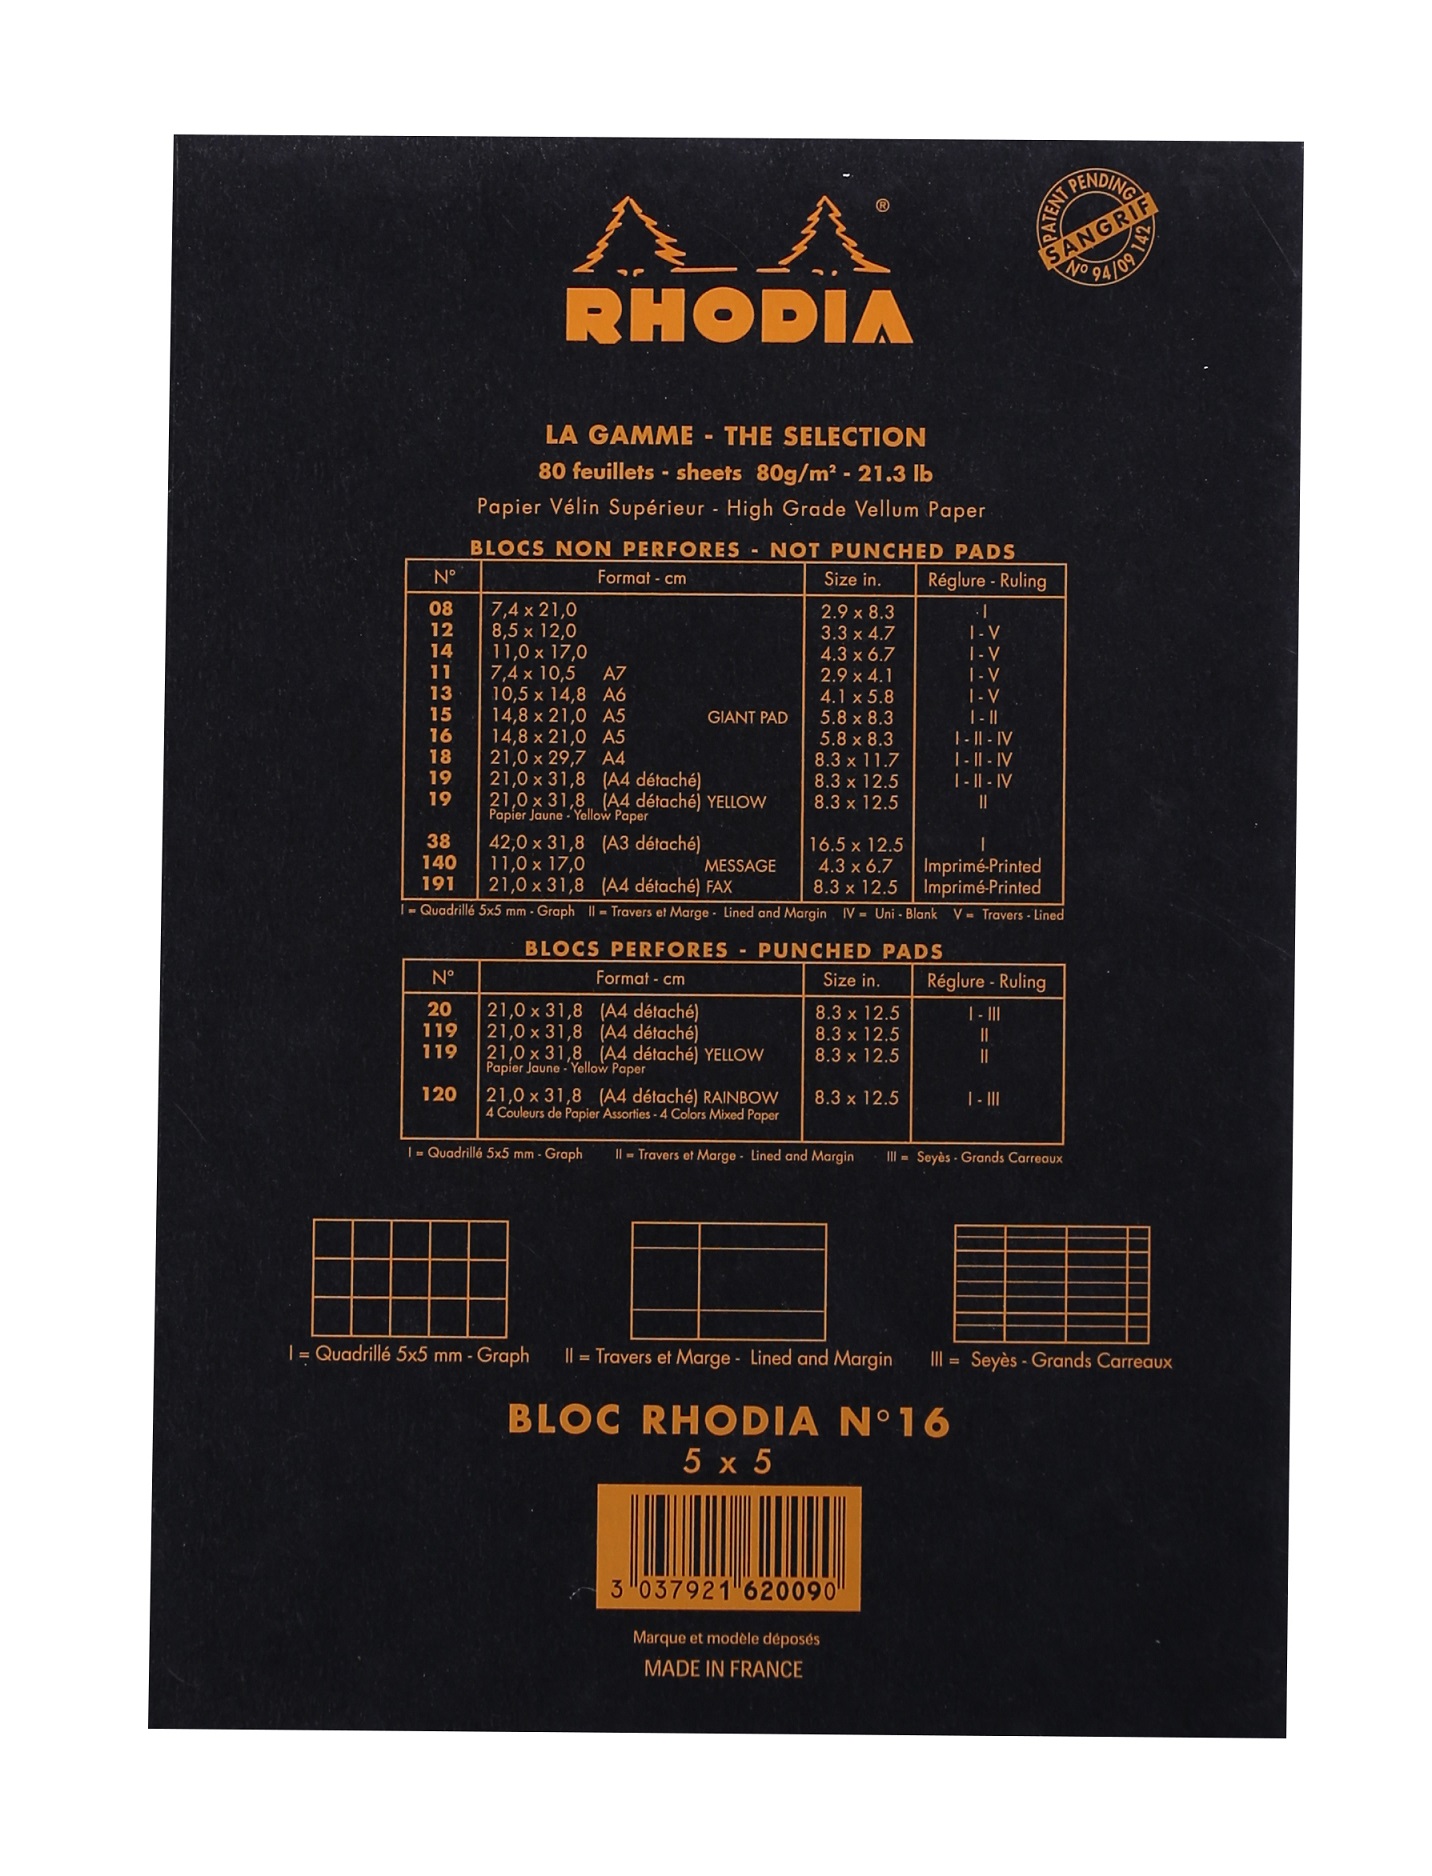 ®
PATENT PENDING
SANGRIF
N° 94/09 142
RHODIA
LA GAMME - THE SELECTION
80 feuillets - sheets 80g/m² - 21.3 lb
Papier Vélin Supérieur - High Grade Vellum Paper
BLOCS NON PERFORES - NOT PUNCHED PADS
N° Format - cm Size in. Réglure - Ruling
08 7,4 x 21,0 2.9 x 8.3 I
12 8,5 x 12,0 3.3 x 4.7 I - V
14 11,0 x 17,0 4.3 x 6.7 I - V
11 7,4 x 10,5 A7 2.9 x 4.1 I - V
13 10,5 x 14,8 A6 4.1 x 5.8 I - V
15 14,8 x 21,0 A5 GIANT PAD 5.8 x 8.3 I - II
16 14,8 x 21,0 A5 5.8 x 8.3 I - II - IV
18 21,0 x 29,7 A4 8.3 x 11.7 I - II - IV
19 21,0 x 31,8 (A4 détaché) 8.3 x 12.5 I - II - IV
19 21,0 x 31,8 (A4 détaché) YELLOW 8.3 x 12.5 II
Papier Jaune - Yellow Paper
38 42,0 x 31,8 (A3 détaché) 16.5 x 12.5 I
140 11,0 x 17,0 MESSAGE 4.3 x 6.7 Imprimé-Printed
191 21,0 x 31,8 (A4 détaché) FAX 8.3 x 12.5 Imprimé-Printed
I = Quadrillé 5x5 mm - Graph II = Travers et Marge - Lined and Margin IV = Uni - Blank V = Travers - Lined
BLOCS PERFORES - PUNCHED PADS
N° Format - cm Size in. Réglure - Ruling
20 21,0 x 31,8 (A4 détaché) 8.3 x 12.5 I - III
119 21,0 x 31,8 (A4 détaché) 8.3 x 12.5 II
119 21,0 x 31,8 (A4 détaché) YELLOW 8.3 x 12.5 II
Papier Jaune - Yellow Paper
120 21,0 x 31,8 (A4 détaché) RAINBOW 8.3 x 12.5 I - III
4 Couleurs de Papier Assorties - 4 Colors Mixed Paper
I = Quadrillé 5x5 mm - Graph II = Travers et Marge - Lined and Margin III = Seyès - Grands Carreaux
I = Quadrillé 5x5 mm - Graph II = Travers et Marge - Lined and Margin III = Seyès - Grands Carreaux
BLOC RHODIA N° 16
5 x 5
3 037921 620090
Marque et modèle déposés
MADE IN FRANCE